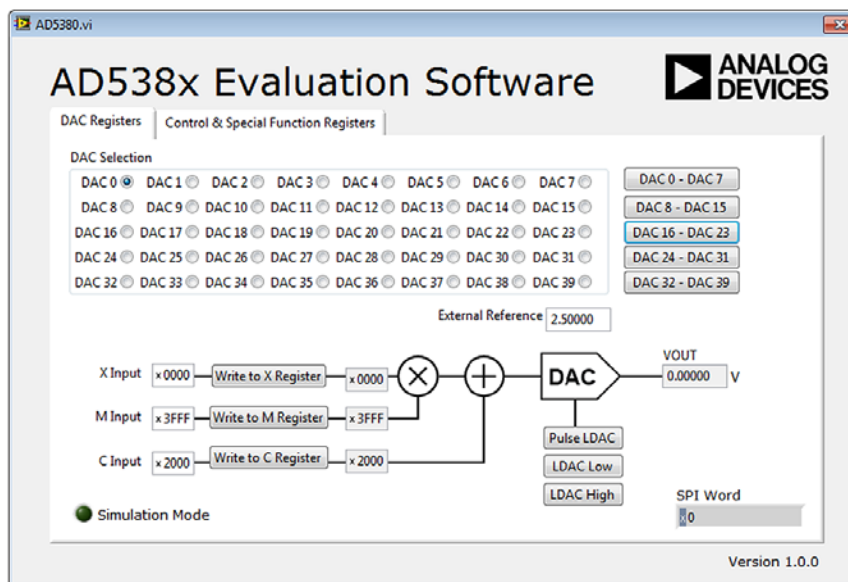 AD5380.vi
AD538x Evaluation Software
ANALOG
DEVICES
DAC Registers
Control & Special Function Registers
DAC Selection
DAC 0 DAC 1 DAC 2 DAC 3 DAC 4 DAC 5 DAC 6 DAC 7
DAC 0 - DAC 7
DAC 8 DAC 9 DAC 10 DAC 11 DAC 12 DAC 13 DAC 14 DAC 15
DAC 8 - DAC 15
DAC 16 DAC 17 DAC 18 DAC 19 DAC 20 DAC 21 DAC 22 DAC 23
DAC 16 - DAC 23
DAC 24 DAC 25 DAC 26 DAC 27 DAC 28 DAC 29 DAC 30 DAC 31
DAC 24 - DAC 31
DAC 32 DAC 33 DAC 34 DAC 35 DAC 36 DAC 37 DAC 38 DAC 39
DAC 32 - DAC 39
External Reference 2.50000
X Input x 0000 Write to X Register x 0000
DAC
VOUT
0.00000 V
M Input x 3FFF Write to M Register x 3FFF
C Input x 2000 Write to C Register x 2000
Pulse LDAC
LDAC Low
LDAC High
Simulation Mode
SPI Word
x 0
Version 1.0.0